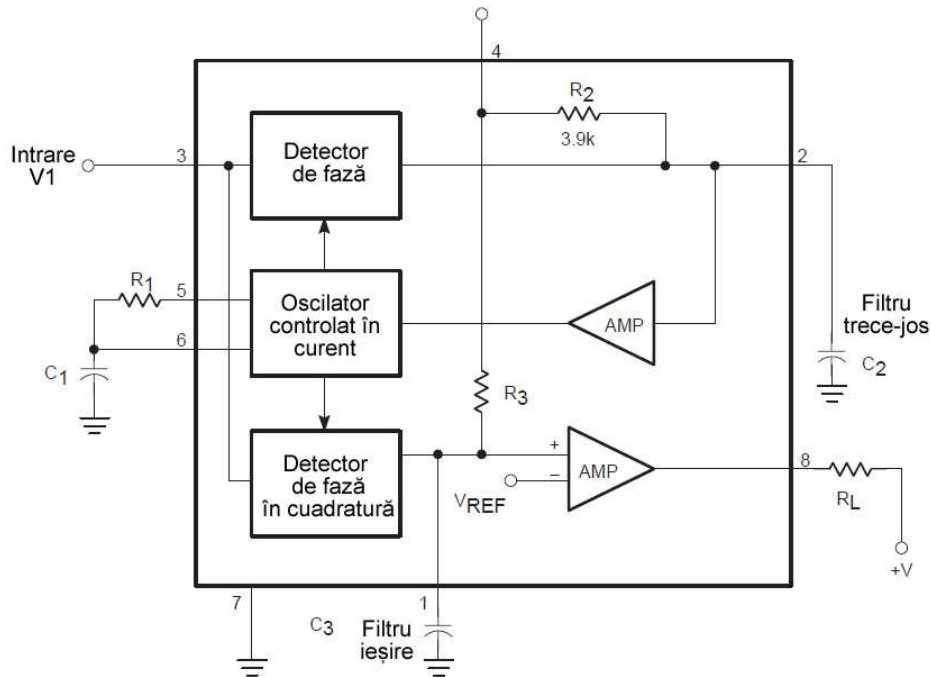 4
R2
3.9k
Intrare
V1
3
Detector
de fază
2
R1
5
Oscilator
controlat în
curent
AMP
Filtru
trece-jos
6
C1
C2
R3
Detector
de fază
în cuadratură
+
−
AMP
VREF
8
RL
+V
7
C3
Filtru
ieșire
1